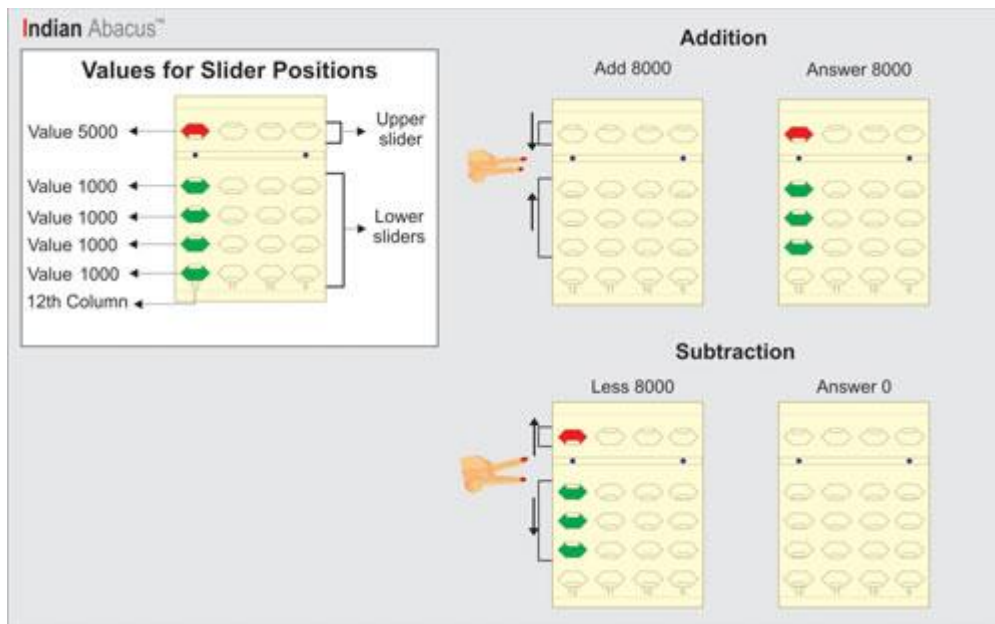 Indian Abacus™
Values for Slider Positions
Value 5000
Upper
slider
Value 1000
Value 1000
Value 1000
Value 1000
Lower
sliders
12th Column
Addition
Add 8000
Answer 8000
Subtraction
Less 8000
Answer 0